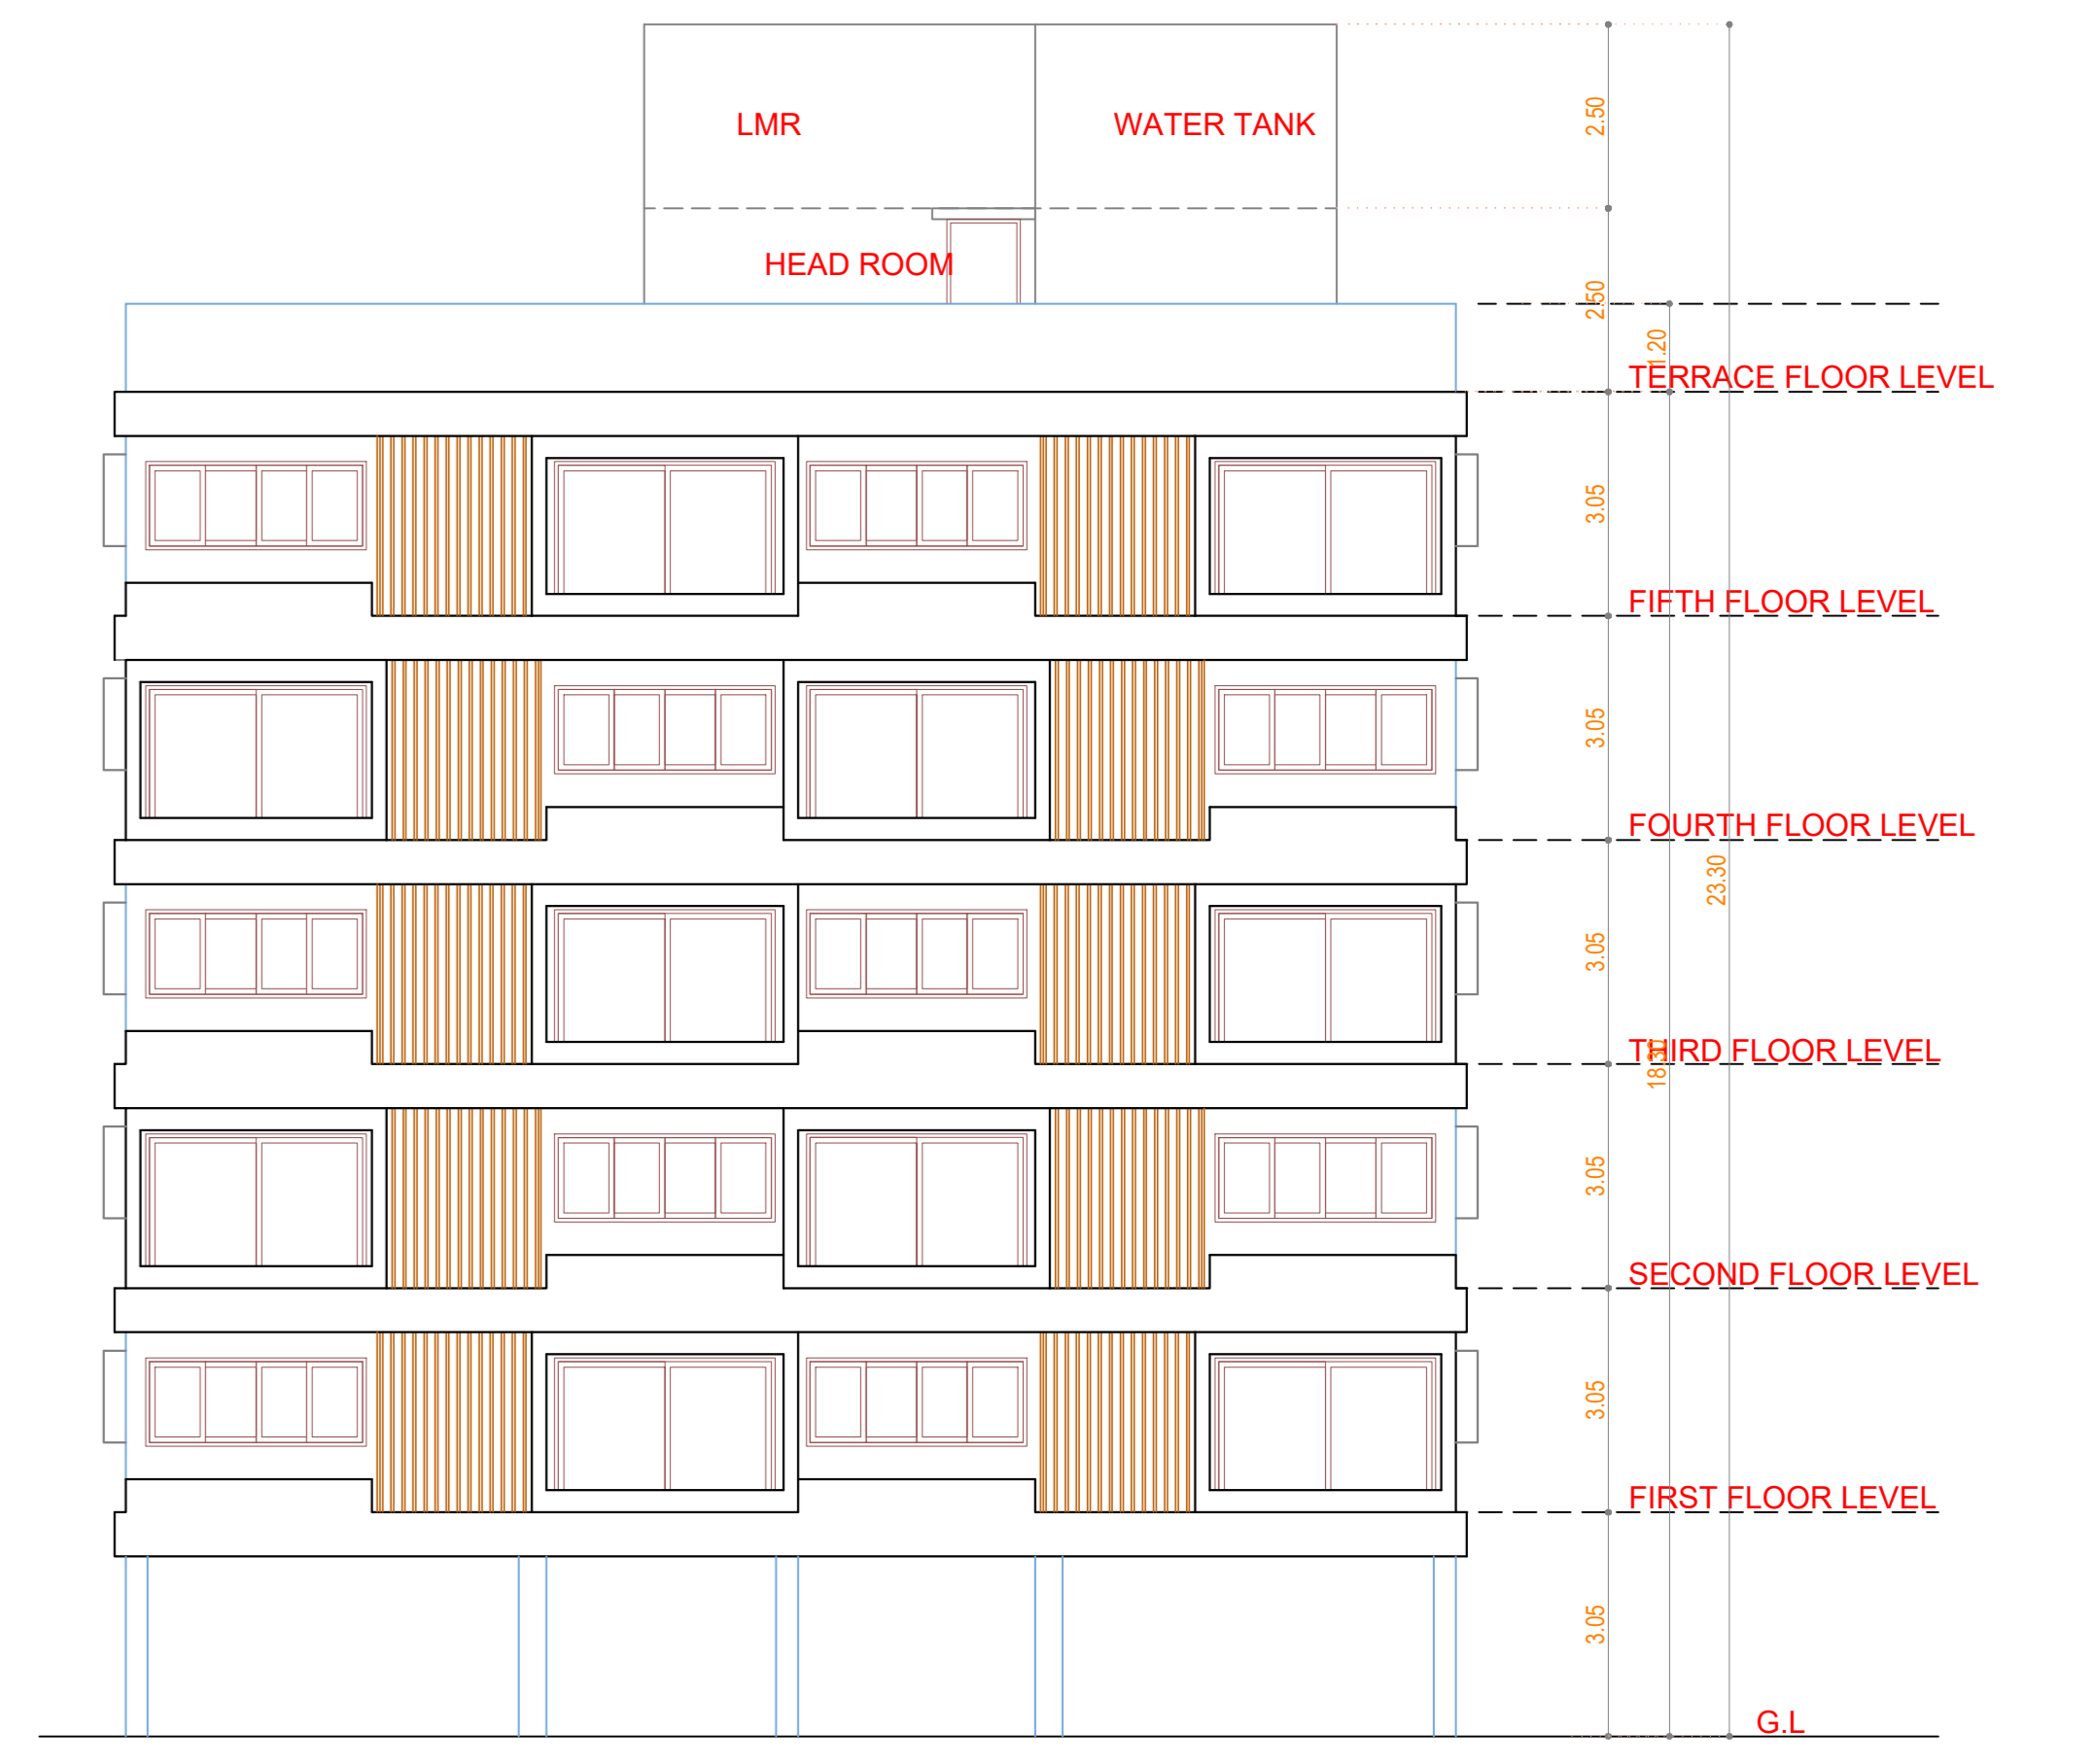 LMR
WATER TANK
2.50
HEAD ROOM
2.50
1.20
TERRACE FLOOR LEVEL
3.05
FIFTH FLOOR LEVEL
3.05
FOURTH FLOOR LEVEL
23.30
3.05
THIRD FLOOR LEVEL
18.30
3.05
SECOND FLOOR LEVEL
3.05
FIRST FLOOR LEVEL
3.05
G.L